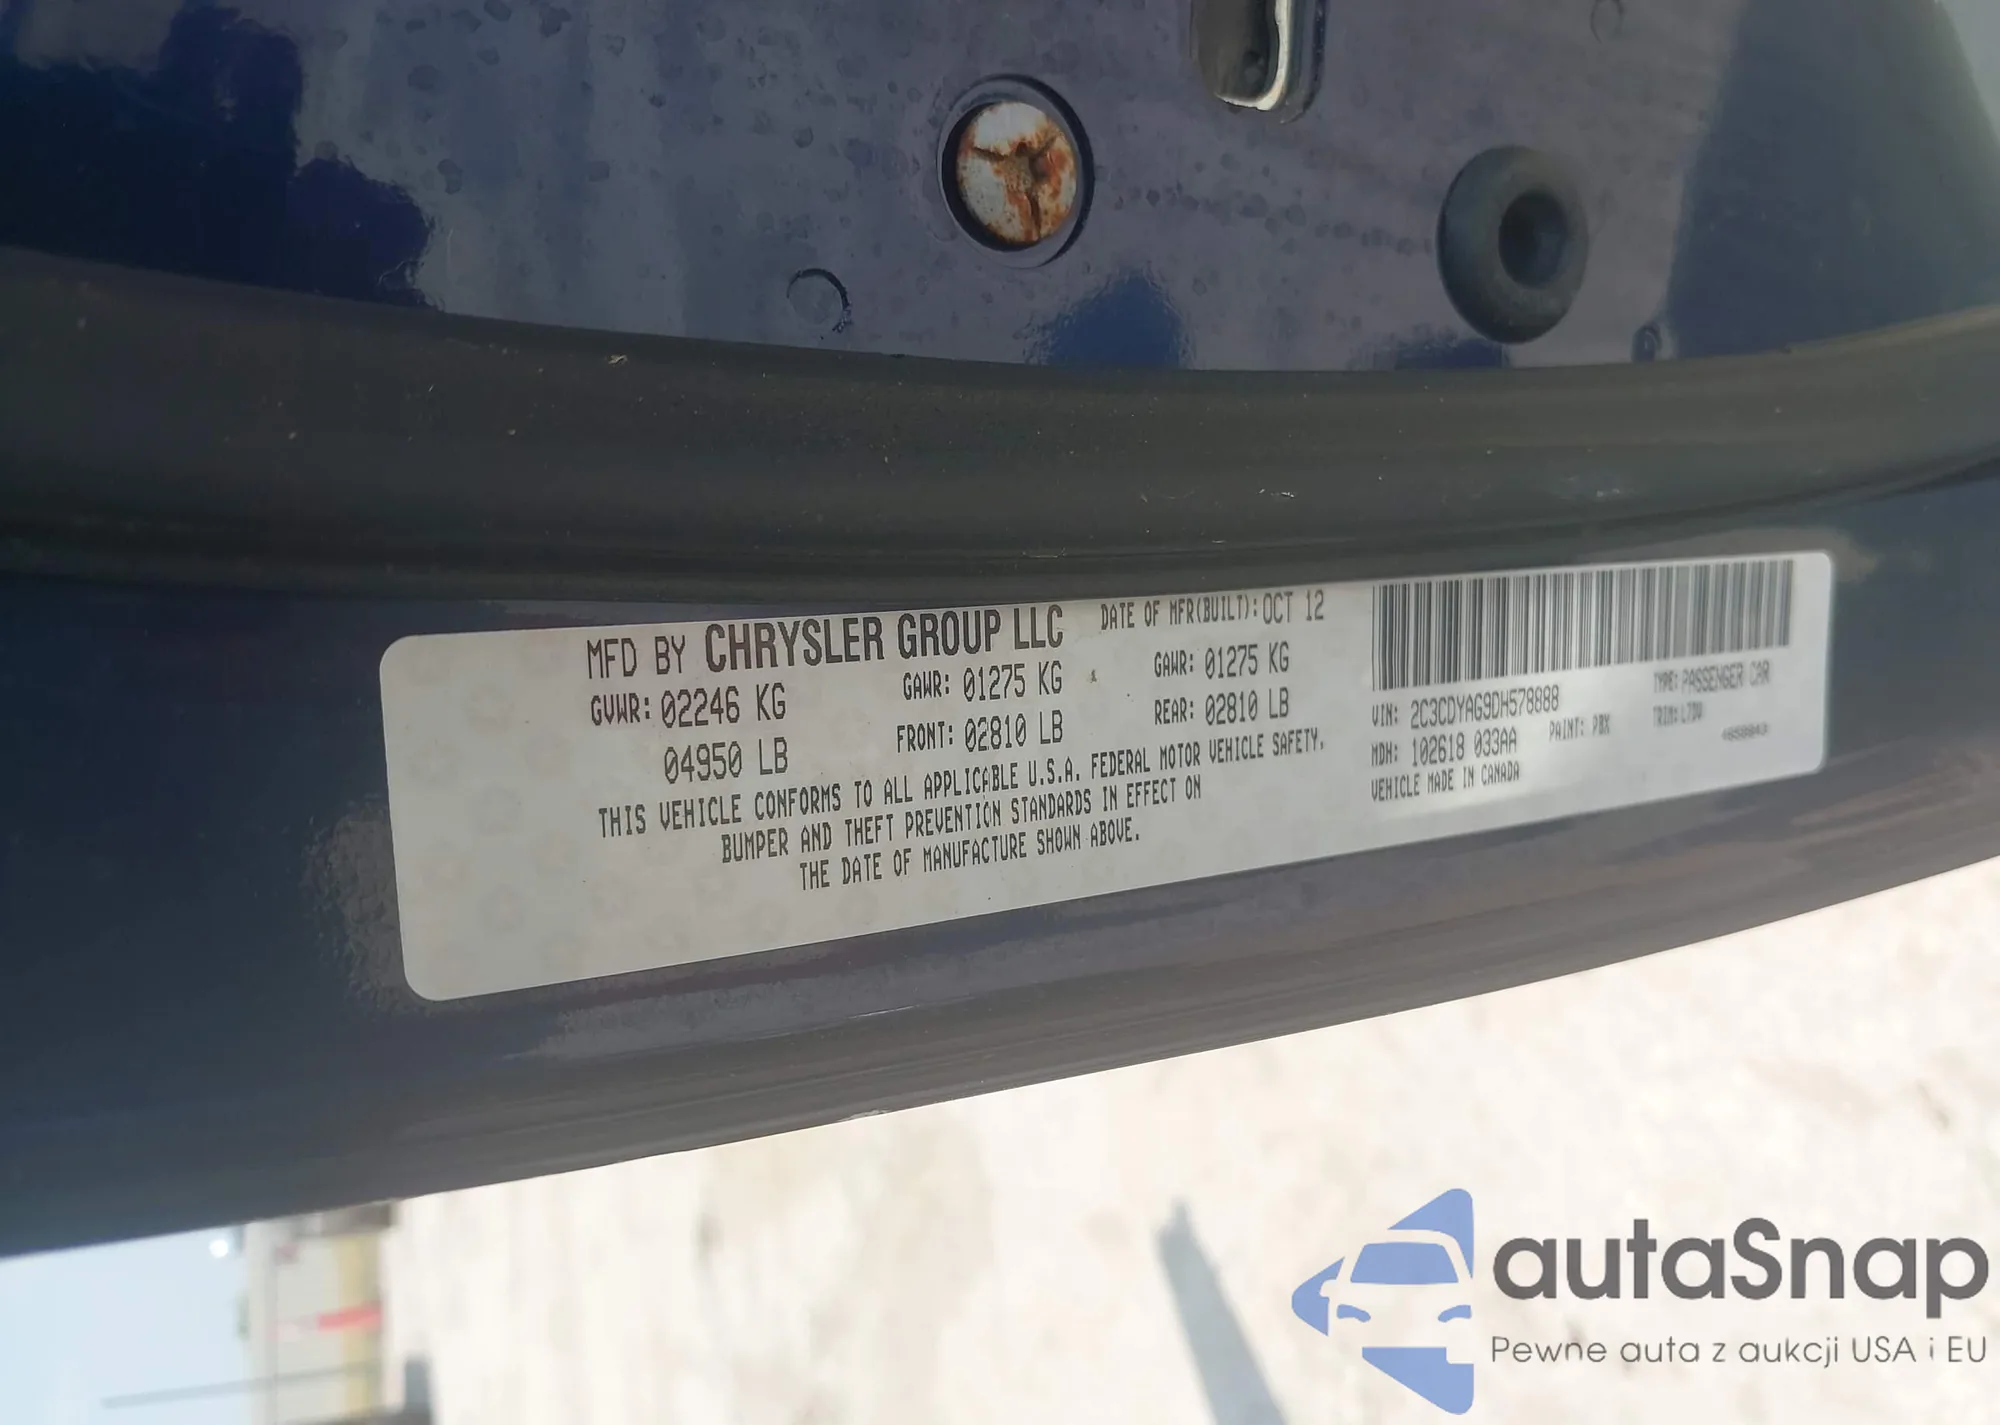 MFD BY CHRYSLER GROUP LLC
DATE OF MFR(BUILT): OCT 12
GVWR: 02246 KG
04950 LB
GAWR: 01275 KG
FRONT: 02810 LB
GAWR: 01275 KG
REAR: 02810 LB
THIS VEHICLE CONFORMS TO ALL APPLICABLE U.S.A. FEDERAL MOTOR VEHICLE SAFETY,
BUMPER AND THEFT PREVENTION STANDARDS IN EFFECT ON
THE DATE OF MANUFACTURE SHOWN ABOVE.
VIN: 2C3CDYAG9DH578888
TYPE: PASSENGER CAR
MDH: 102618 033AA
PAINT: PBX
TRIM:
VEHICLE MADE IN CANADA
autaSnap
Pewne auta z aukcji USA i EU